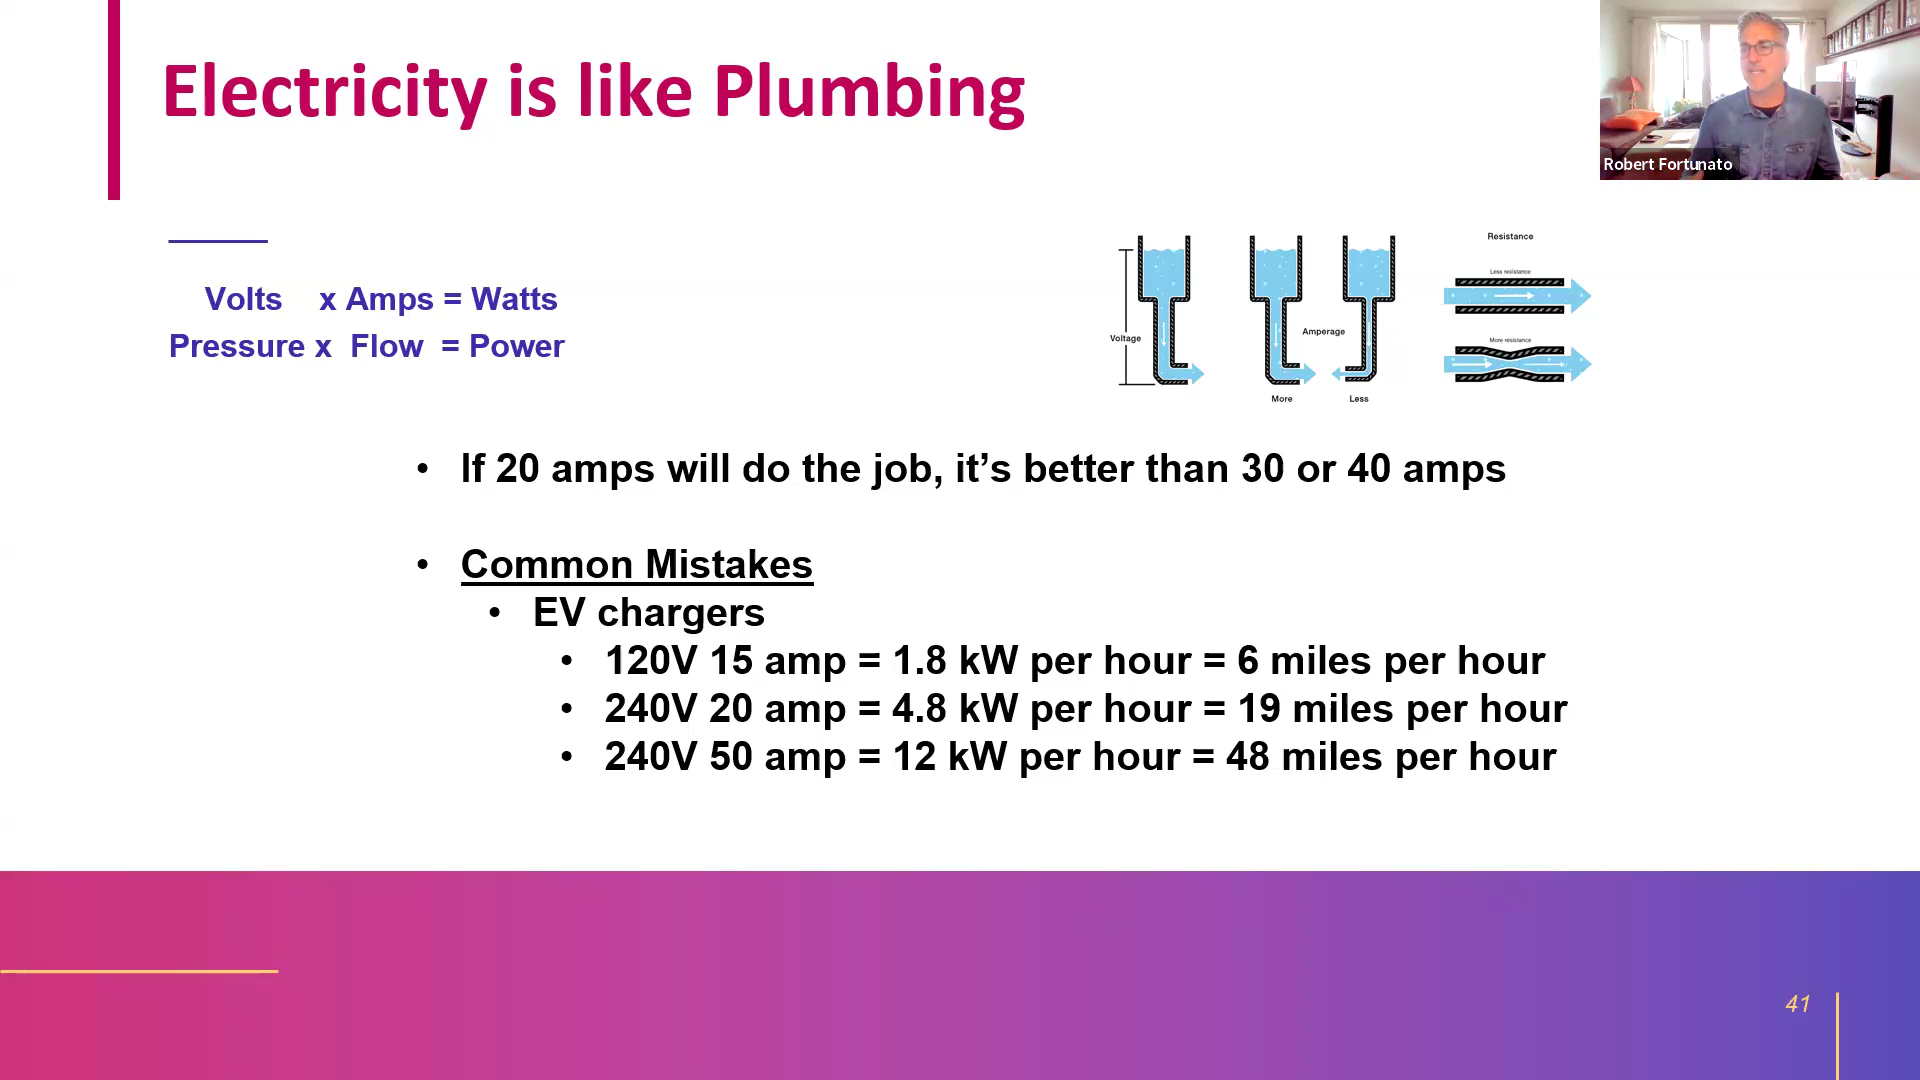 Electricity is like Plumbing
Robert Fortunato
Volts x Amps = Watts
Pressure x Flow = Power
Voltage
Amperage
More
Less
Resistance
Less resistance
More resistance
• If 20 amps will do the job, it’s better than 30 or 40 amps
• Common Mistakes
• EV chargers
• 120V 15 amp = 1.8 kW per hour = 6 miles per hour
• 240V 20 amp = 4.8 kW per hour = 19 miles per hour
• 240V 50 amp = 12 kW per hour = 48 miles per hour
41